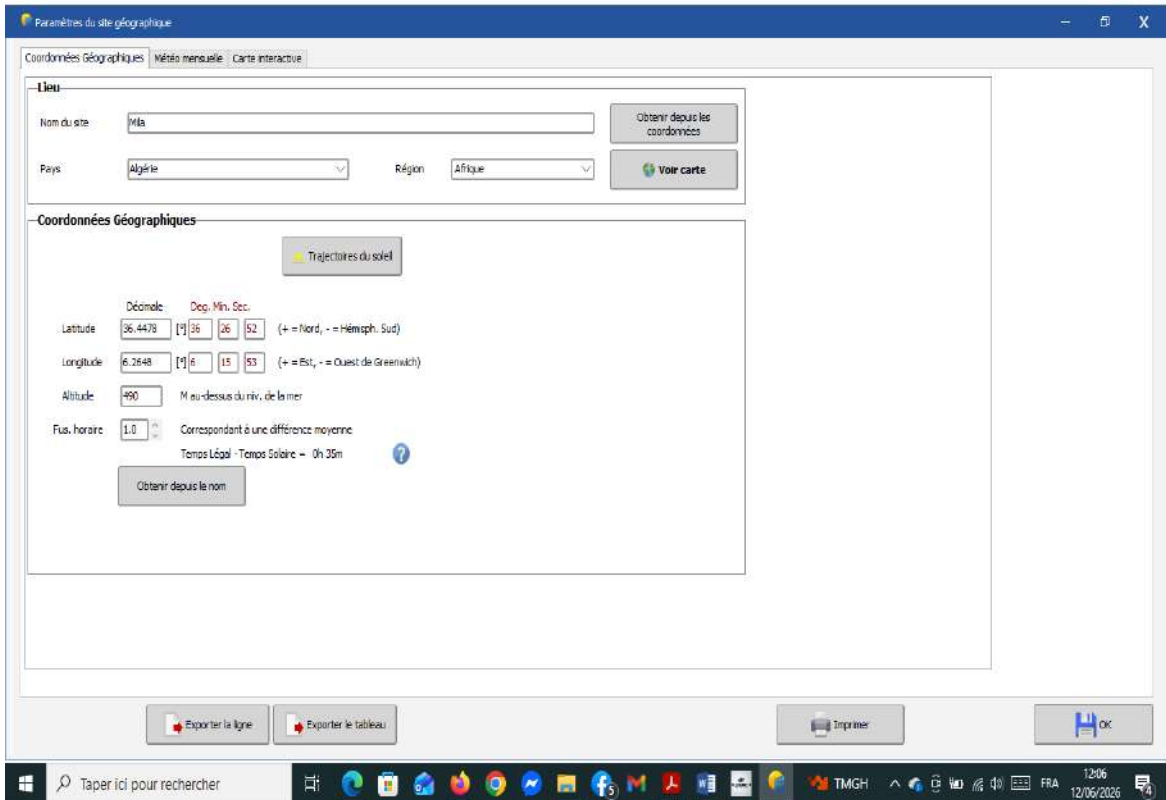 Paramètres du site géographique
Coordonnées Géographiques Météo mensuelle Carte interactive
Lieu
Nom du site Mila Obtenir depuis les
coordonnées
Pays Algérie Région Afrique Voir carte
Coordonnées Géographiques
Trajectoires du soleil
Décimale Deg. Min. Sec.
Latitude 36.4478 [°] 36 26 52 (+ = Nord, - = Hémisph. Sud)
Longitude 6.2648 [°] 6 15 53 (+ = Est, - = Ouest de Greenwich)
Altitude 490 M au-dessus du niv. de la mer
Fus. horaire 1.0 Correspondant à une différence moyenne
Temps Légal - Temps Solaire = 0h 35m ?
Obtenir depuis le nom
Exporter la ligne Exporter le tableau Imprimer OK
Taper ici pour rechercher 5 TMGH FRA 12:06
12/06/2026 4